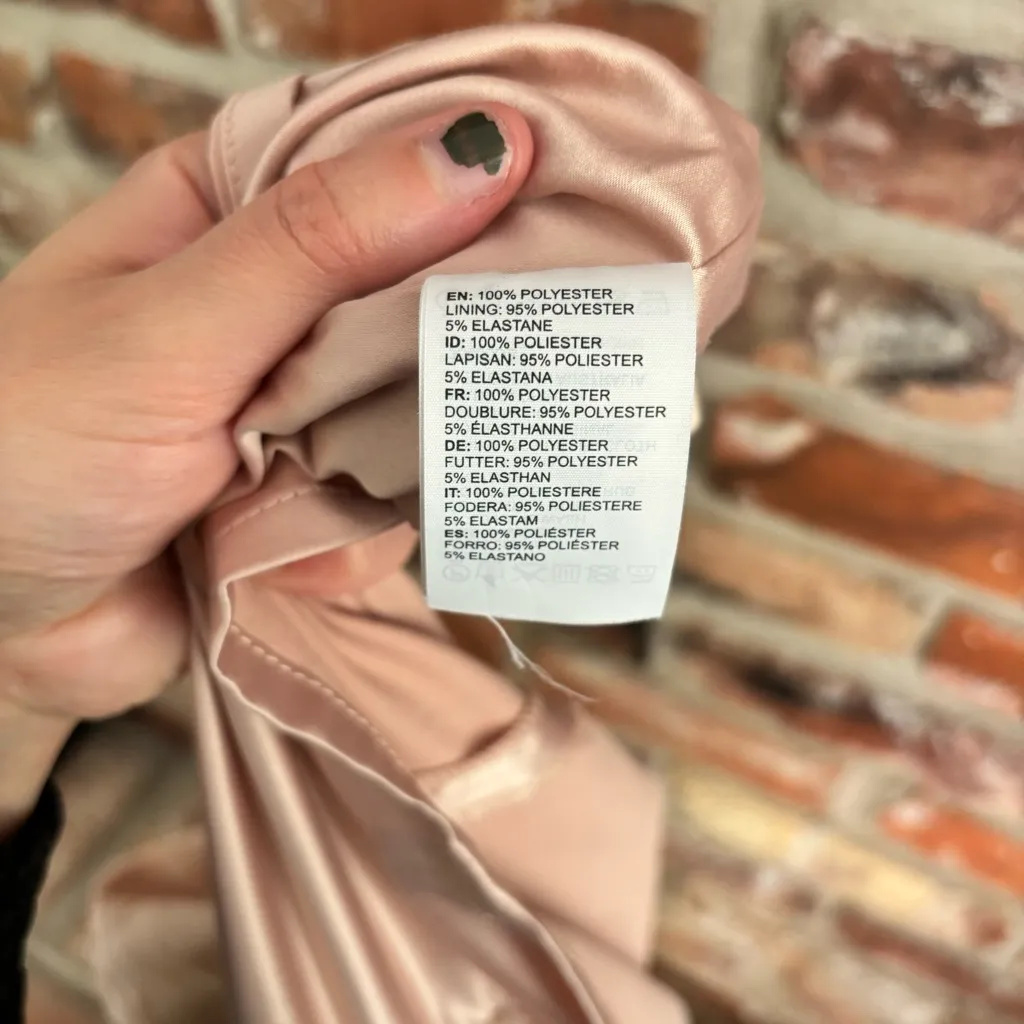 EN: 100% POLYESTER
LINING: 95% POLYESTER
5% ELASTANE
ID: 100% POLIESTER
LAPISAN: 95% POLIESTER
5% ELASTANA
FR: 100% POLYESTER
DOUBLURE: 95% POLYESTER
5% ÉLASTHANNE
DE: 100% POLYESTER
FUTTER: 95% POLYESTER
5% ELASTHAN
IT: 100% POLIESTERE
FODERA: 95% POLIESTERE
5% ELASTAM
ES: 100% POLIÉSTER
FORRO: 95% POLIÉSTER
5% ELASTANO